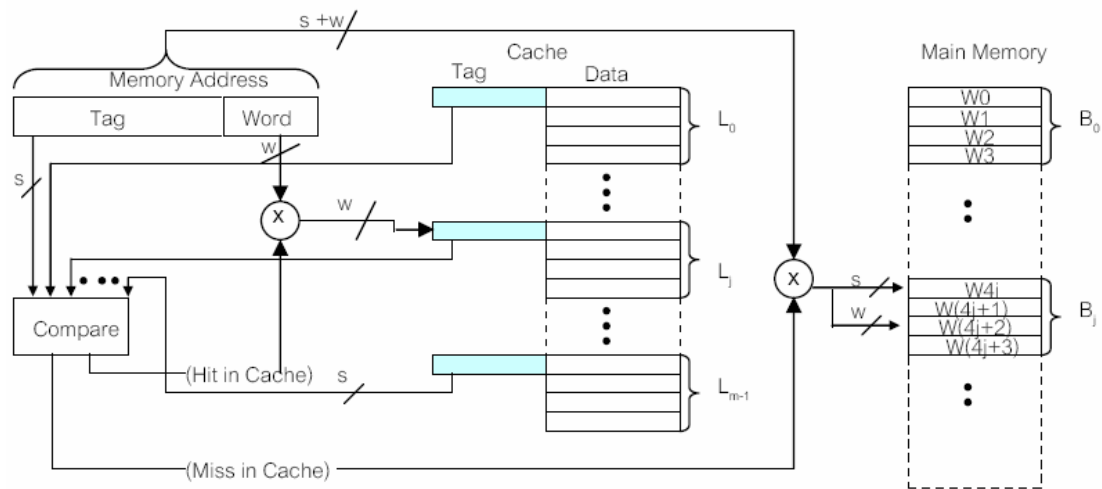 s +w
Cache
Main Memory
Memory Address
Tag
Data
Tag
Word
L0
W0
W1
W2
W3
B0
w
s
X
w
Lj
X
s
w
W4j
W(4j+1)
W(4j+2)
W(4j+3)
Bj
Compare
(Hit in Cache)
s
Lm-1
(Miss in Cache)